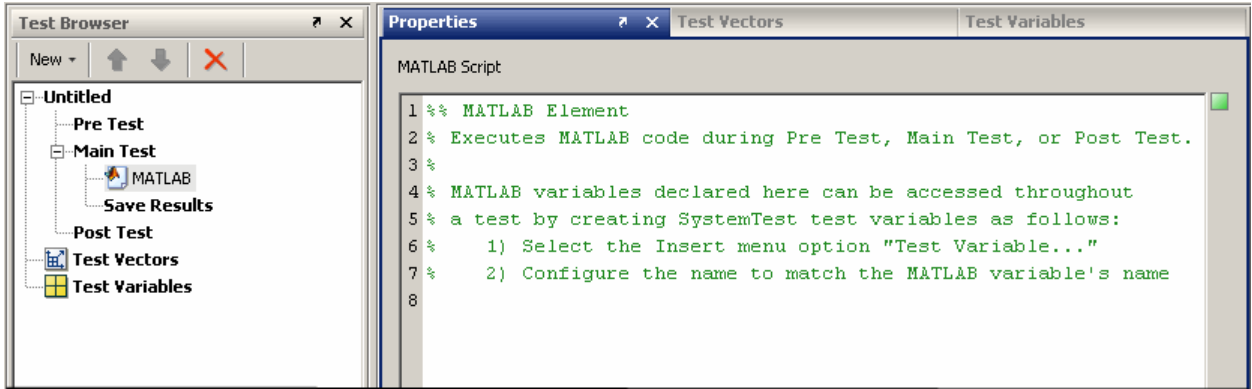 Test Browser
New
Untitled
Pre Test
Main Test
MATLAB
Save Results
Post Test
Test Vectors
Test Variables
Properties
Test Vectors
Test Variables
MATLAB Script
1 %% MATLAB Element
2 % Executes MATLAB code during Pre Test, Main Test, or Post Test.
3 %
4 % MATLAB variables declared here can be accessed throughout
5 % a test by creating SystemTest test variables as follows:
6 %    1) Select the Insert menu option "Test Variable..."
7 %    2) Configure the name to match the MATLAB variable's name
8